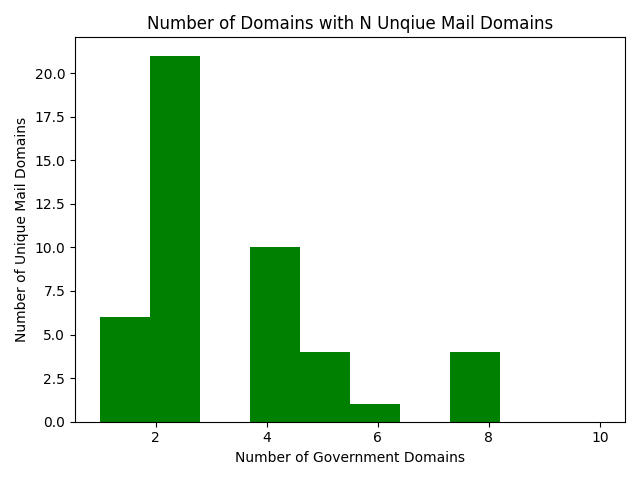 Number of Domains with N Unqiue Mail Domains
Number of Unique Mail Domains
20.0
17.5
15.0
12.5
10.0
7.5
5.0
2.5
0.0
2 4 6 8 10
Number of Government Domains